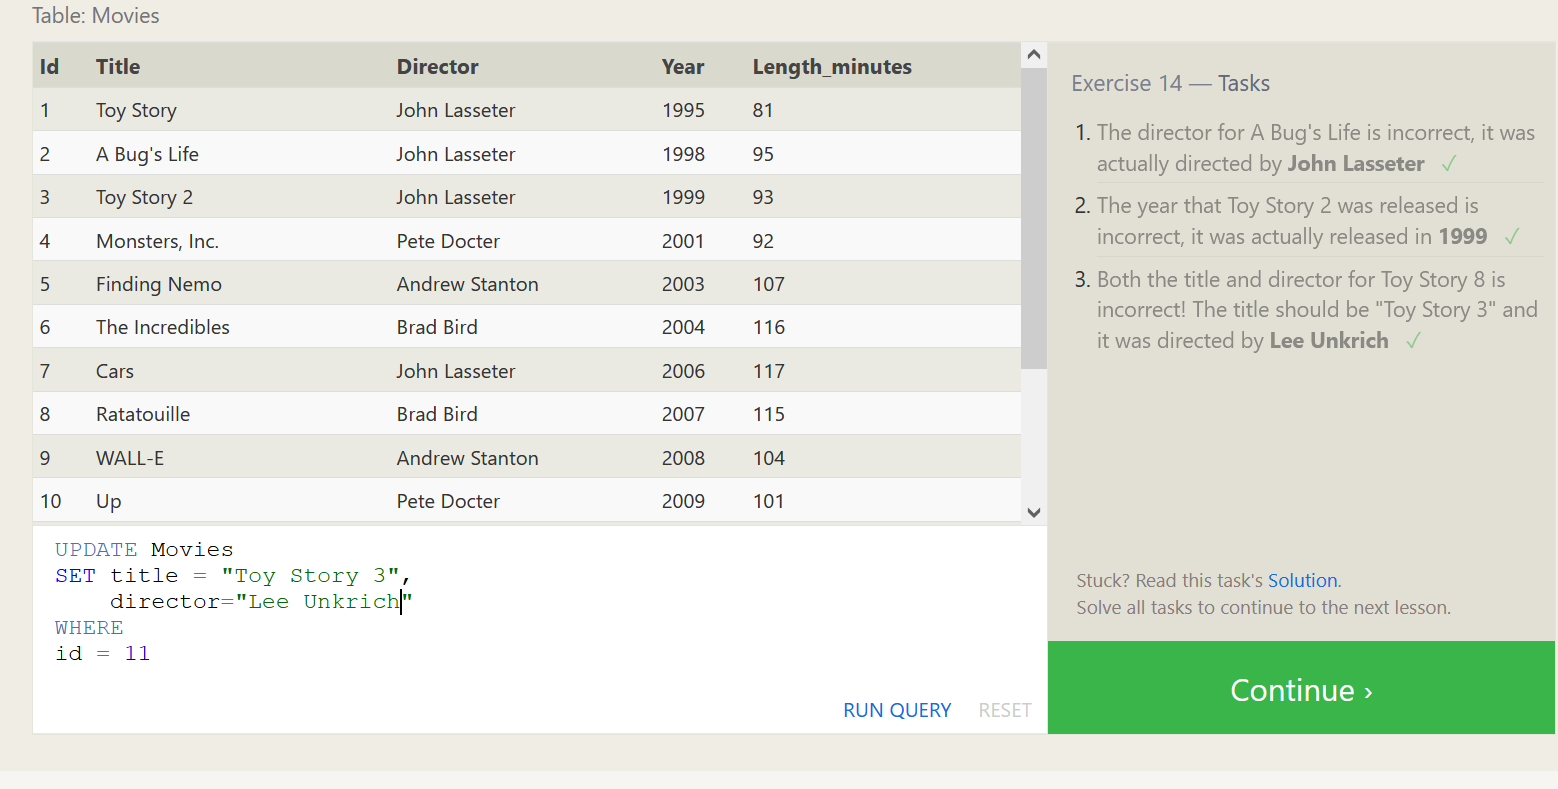 Table: Movies
Id Title Director Year Length_minutes
1 Toy Story John Lasseter 1995 81
2 A Bug's Life John Lasseter 1998 95
3 Toy Story 2 John Lasseter 1999 93
4 Monsters, Inc. Pete Docter 2001 92
5 Finding Nemo Andrew Stanton 2003 107
6 The Incredibles Brad Bird 2004 116
7 Cars John Lasseter 2006 117
8 Ratatouille Brad Bird 2007 115
9 WALL-E Andrew Stanton 2008 104
10 Up Pete Docter 2009 101
UPDATE Movies
SET title = "Toy Story 3",
director="Lee Unkrich"
WHERE
id = 11
RUN QUERY RESET
Exercise 14 — Tasks
1. The director for A Bug's Life is incorrect, it was
actually directed by John Lasseter ✓
2. The year that Toy Story 2 was released is
incorrect, it was actually released in 1999 ✓
3. Both the title and director for Toy Story 8 is
incorrect! The title should be "Toy Story 3" and
it was directed by Lee Unkrich ✓
Stuck? Read this task's Solution.
Solve all tasks to continue to the next lesson.
Continue ›